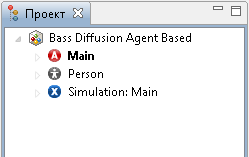 Проект
Bass Diffusion Agent Based
Main
Person
Simulation: Main